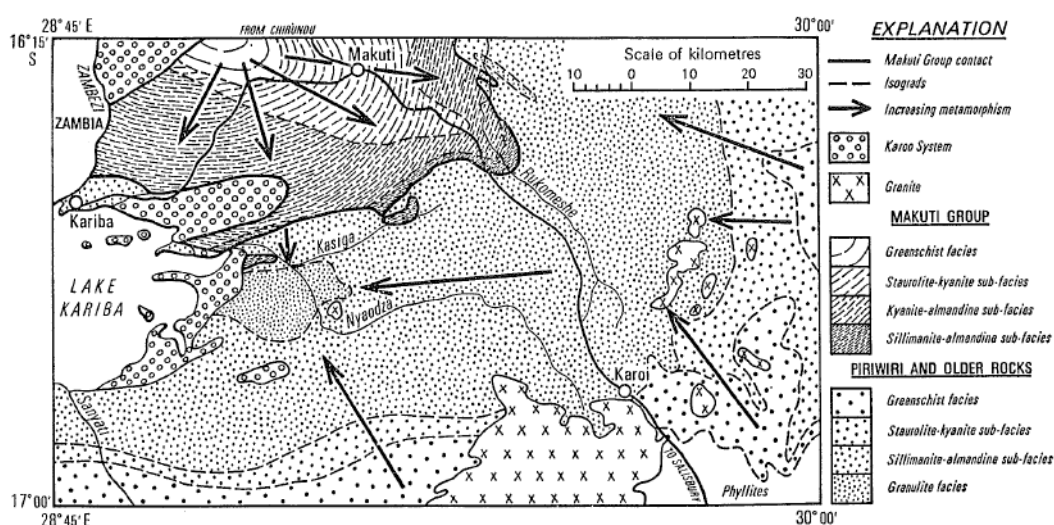 28°45' E
FROM CHIRUNDU
30°00'
16°15'
S
Makuti
Scale of kilometres
10 0 10 20 30
ZAMBEZI
ZAMBIA
Kariba
Rukomesha
Kasiga
LAKE
KARIBA
Nyaodza
Karoi
Sanyati
TO SALISBURY
Phyllites
17°00'
28°45' E
30°00'
EXPLANATION
Makuti Group contact
Isograds
Increasing metamorphism
Karoo System
Granite
MAKUTI GROUP
Greenschist facies
Staurolite-kyanite sub-facies
Kyanite-almandine sub-facies
Sillimanite-almandine sub-facies
PIRIWIRI AND OLDER ROCKS
Greenschist facies
Staurolite-kyanite sub-facies
Sillimanite-almandine sub-facies
Granulite facies